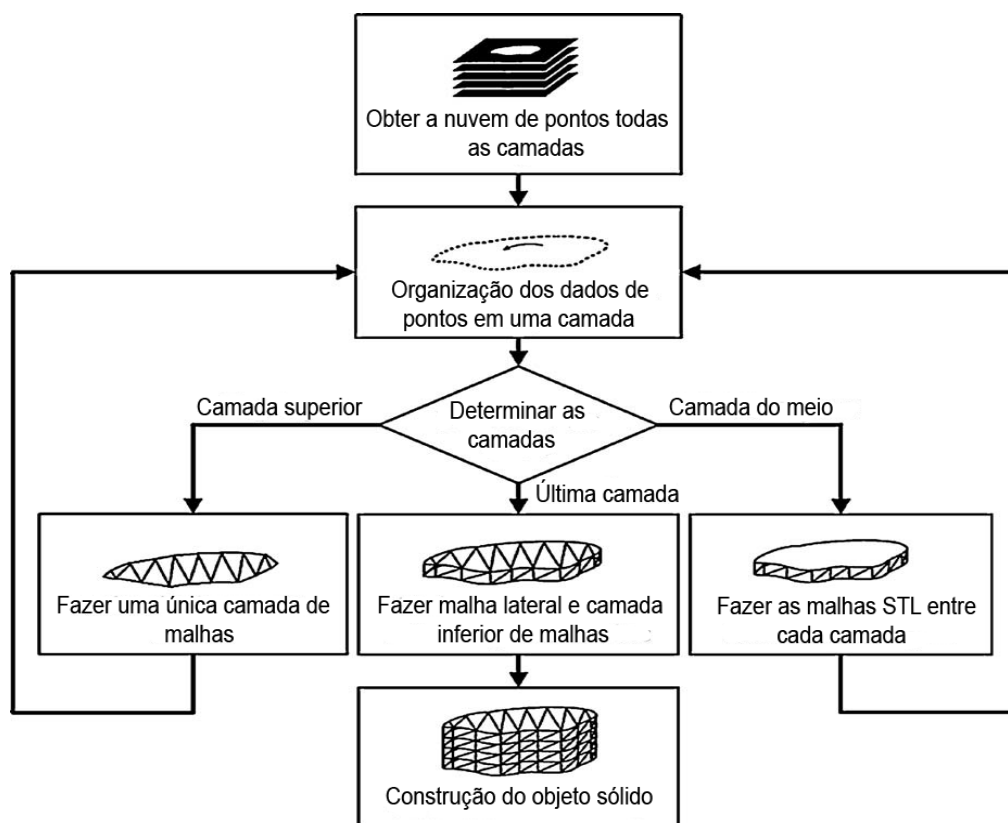 Obter a nuvem de pontos todas
as camadas
Organização dos dados de
pontos em uma camada
Camada superior
Determinar as
camadas
Camada do meio
Última camada
Fazer uma única camada de
malhas
Fazer malha lateral e camada
inferior de malhas
Fazer as malhas STL entre
cada camada
Construção do objeto sólido